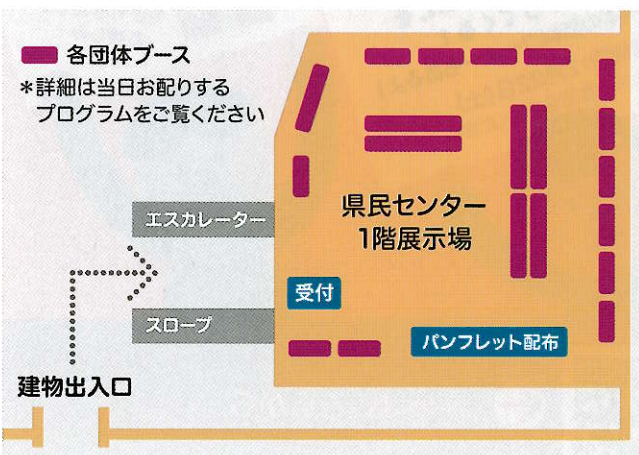 各団体ブース
*詳細は当日お配りする
プログラムをご覧ください
エスカレーター
県民センター
1階展示場
受付
スロープ
パンフレット配布
建物出入口